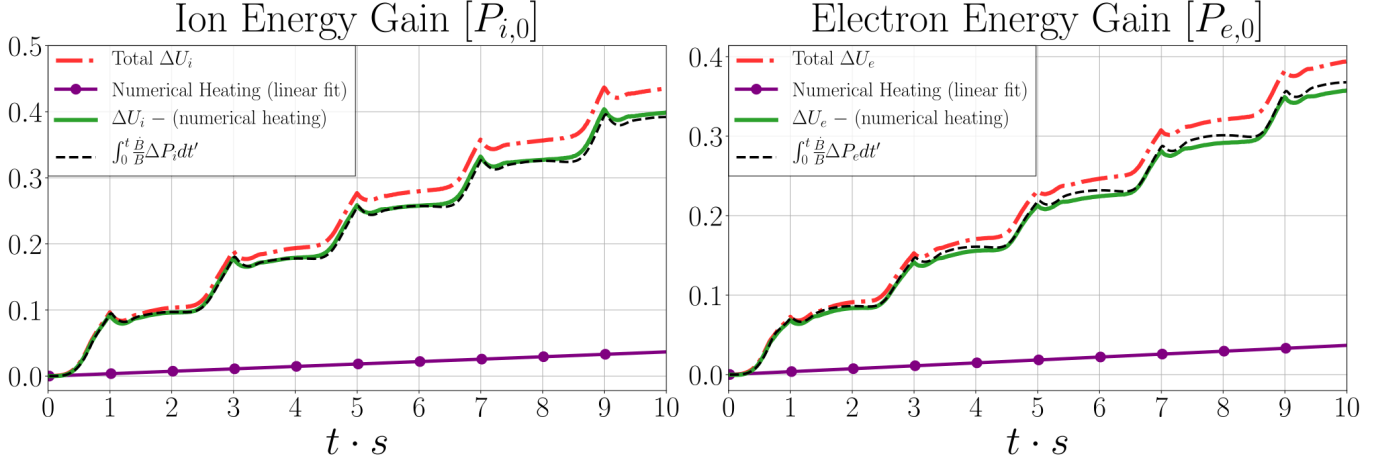 Ion Energy Gain [P_{i,0}]
0.5
0.4
0.3
0.2
0.1
0.0
Total ΔU_i
Numerical Heating (linear fit)
ΔU_i − (numerical heating)
∫_0^t \frac{Ḃ}{B} ΔP_i dt′
0 1 2 3 4 5 6 7 8 9 10
t · s
Electron Energy Gain [P_{e,0}]
0.4
0.3
0.2
0.1
0.0
Total ΔU_e
Numerical Heating (linear fit)
ΔU_e − (numerical heating)
∫_0^t \frac{Ḃ}{B} ΔP_e dt′
0 1 2 3 4 5 6 7 8 9 10
t · s